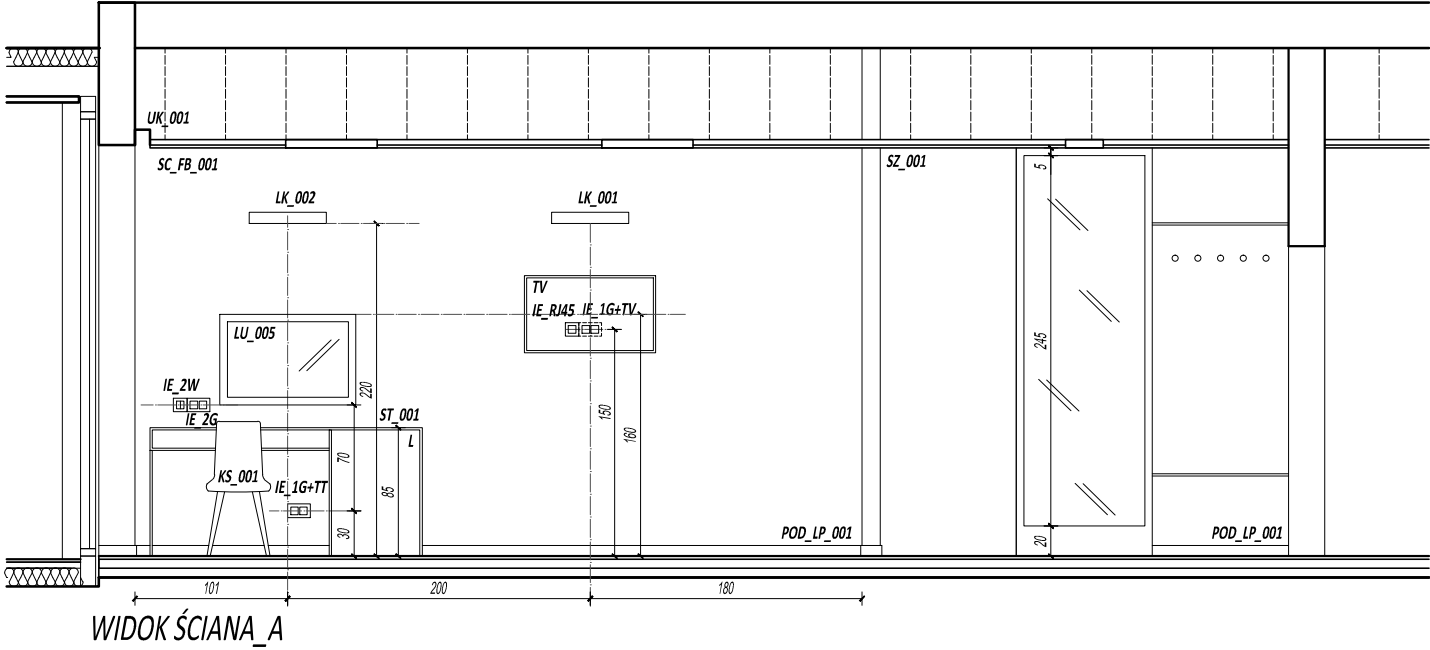 UK_001
SC_FB_001
SZ_001
5
LK_002
LK_001
TV
IE_RJ45 IE_1G+TV
LU_005
245
IE_2W
220
ST_001
150
IE_2G
L
160
KS_001
70
IE_1G+TT
85
30
POD_LP_001
POD_LP_001
20
101
200
180
WIDOK ŚCIANA_A